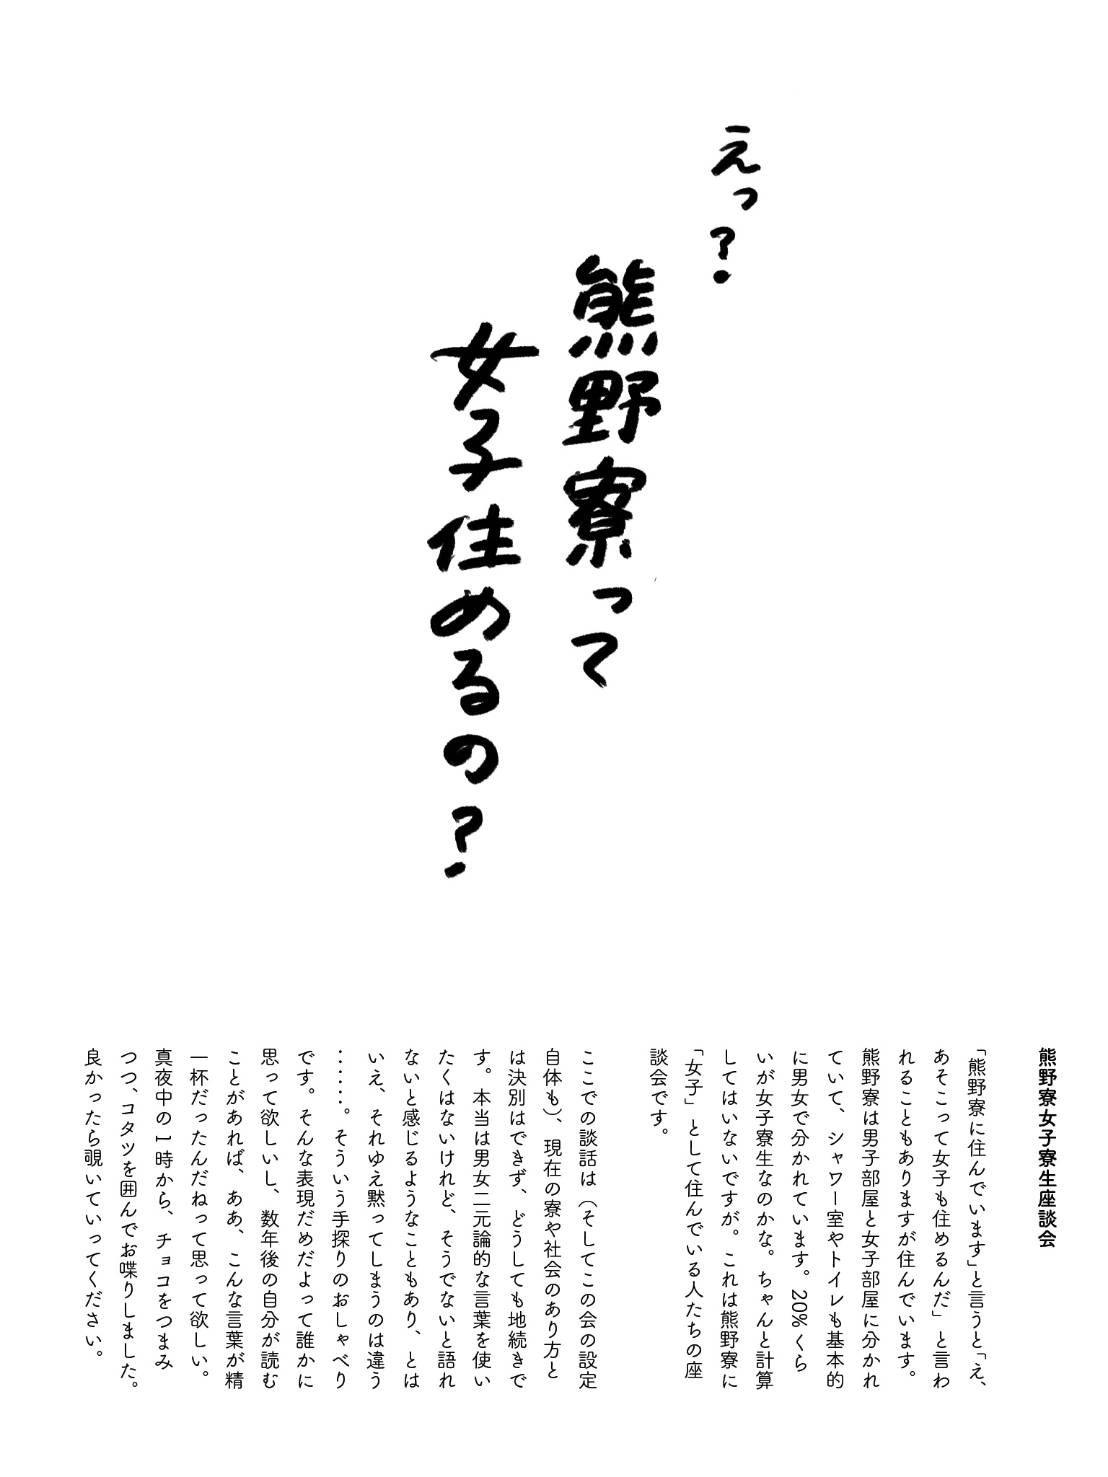 えっ？
熊野寮って
女子住めるの？
熊野寮女子寮生座談会
「熊野寮に住んでいます」と言うと「え、
あそこって女子も住めるんだ」と言わ
れることもありますが住んでいます。
熊野寮は男子部屋と女子部屋に分かれ
ていて、シャワー室やトイレも基本的
に男女で分かれています。20%くら
いが女子寮生なのかな。ちゃんと計算
してはいないですが。これは熊野寮に
「女子」として住んでいる人たちの座
談会です。
ここでの談話は（そしてこの会の設定
自体も）、現在の寮や社会のあり方と
は決別はできず、どうしても地続きで
す。本当は男女二元論的な言葉を使い
たくはないけれど、そうでないと語れ
ないと感じるようなこともあり、とは
いえ、それゆえ黙ってしまうのは違う
・・・・・。そういう手探りのおしゃべり
です。そんな表現だめだよって誰かに
思って欲しいし、数年後の自分が読む
ことがあれば、ああ、こんな言葉が精
一杯だったんだねって思って欲しい。
真夜中の1時から、チョコをつまみ
つつ、コタツを囲んでお喋りしました。
良かったら覗いていってください。